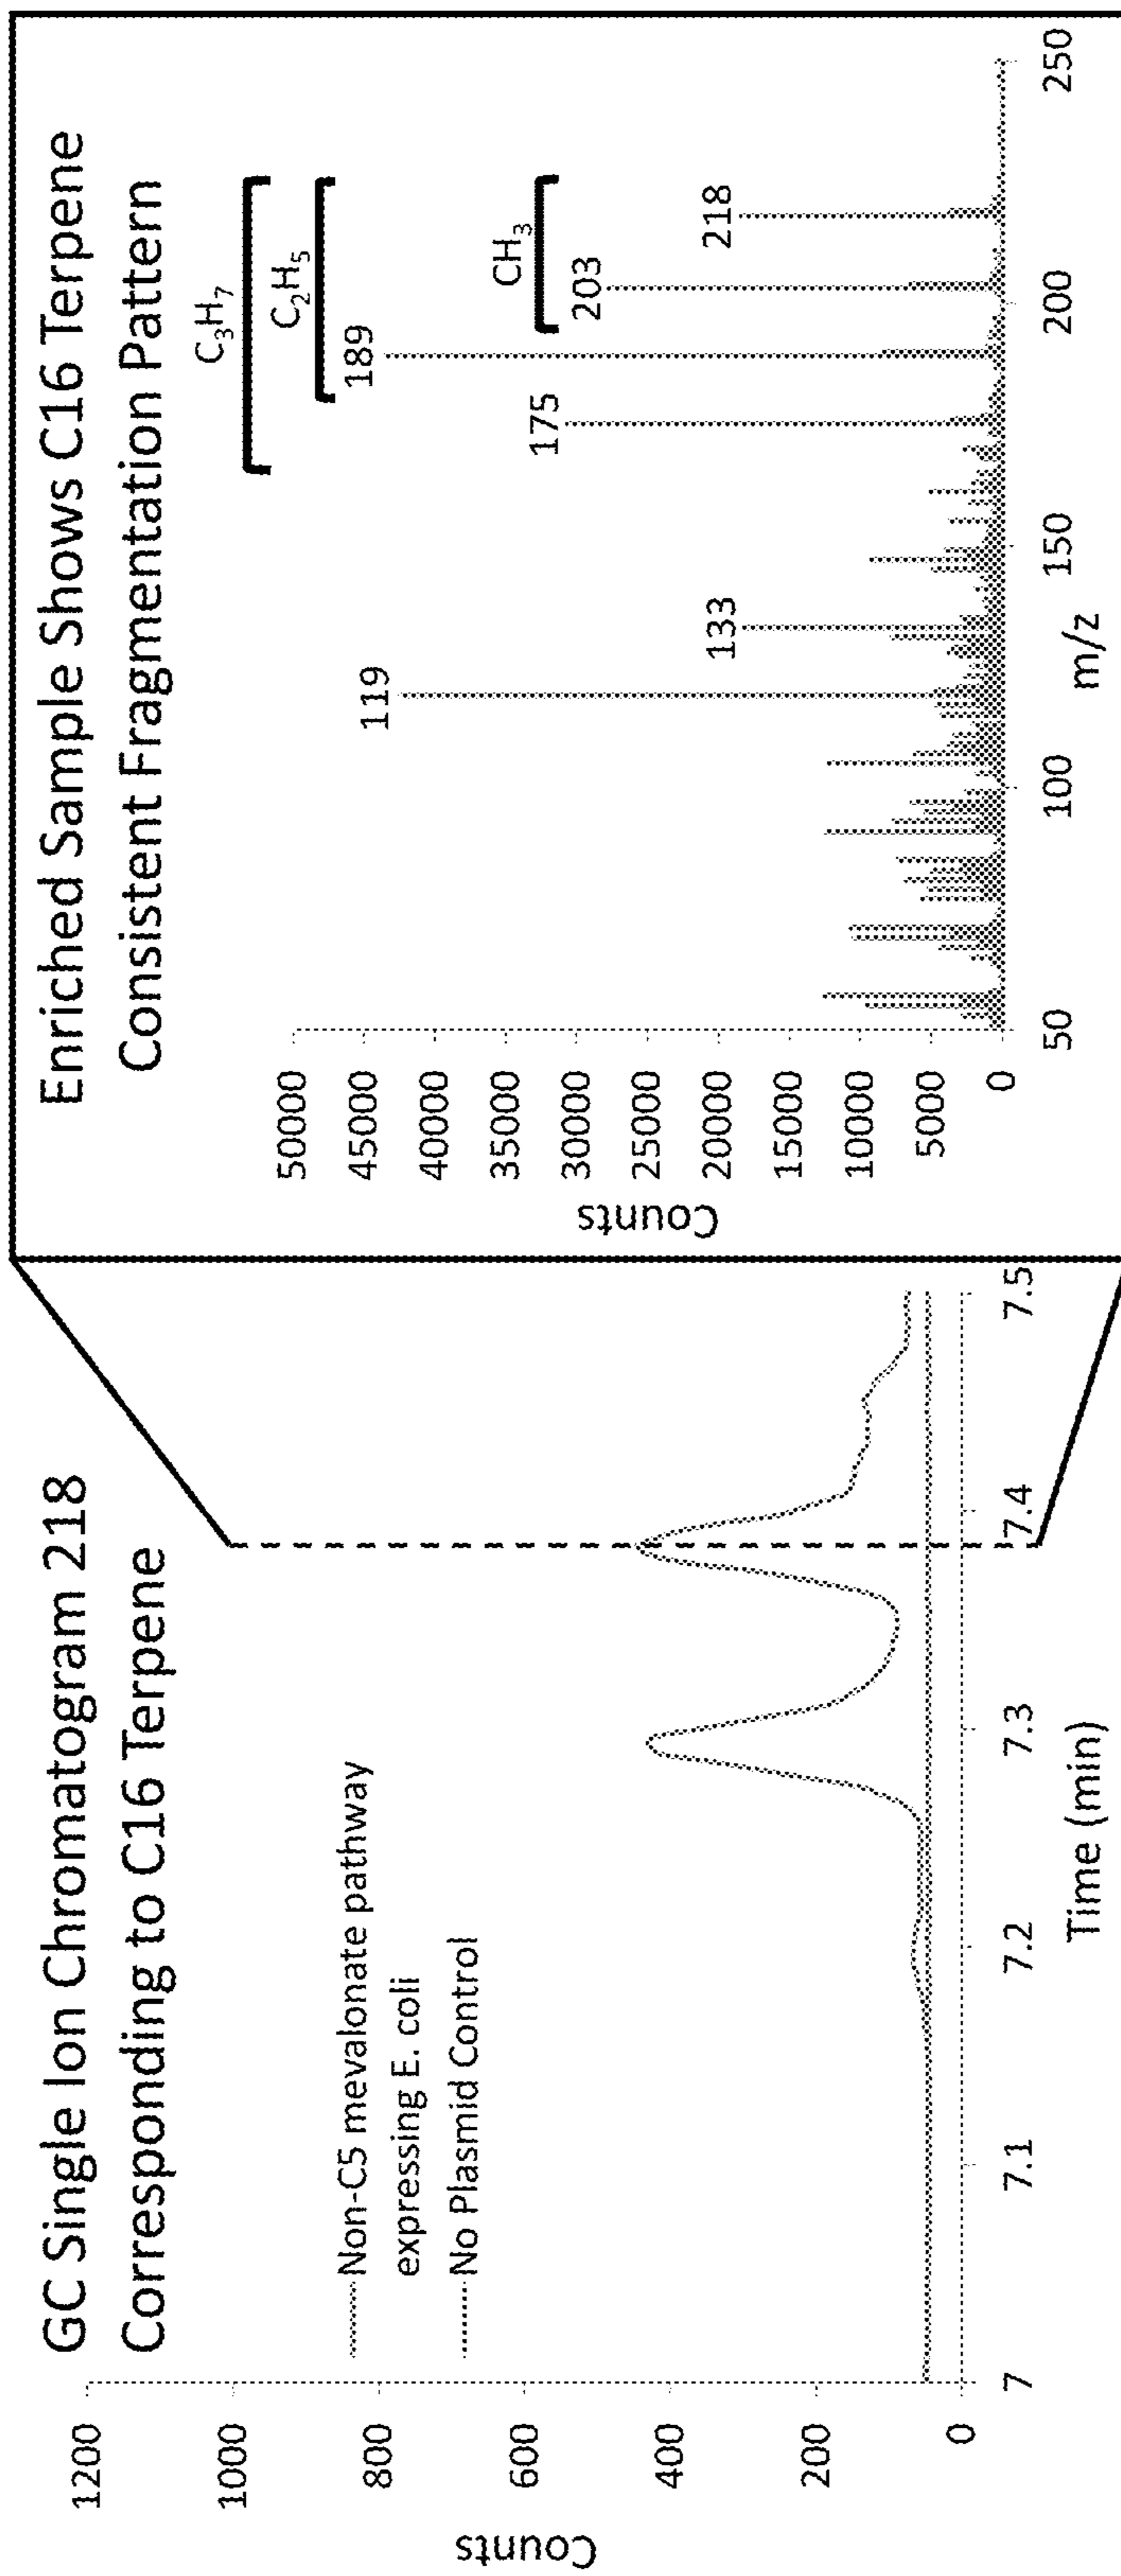 GC Single Ion Chromatogram 218
Corresponding to C16 Terpene
Non-C5 mevalonate pathway
expressing E. coli
No Plasmid Control
Counts
1200
1000
800
600
400
200
0
7
7.1
7.2
7.3
7.4
7.5
Time (min)
Enriched Sample Shows C16 Terpene
Consistent Fragmentation Pattern
C₃H₇
C₂H₅
CH₃
119
133
175
189
203
218
Counts
50000
45000
40000
35000
30000
25000
20000
15000
10000
5000
0
50
100
150
200
250
m/z